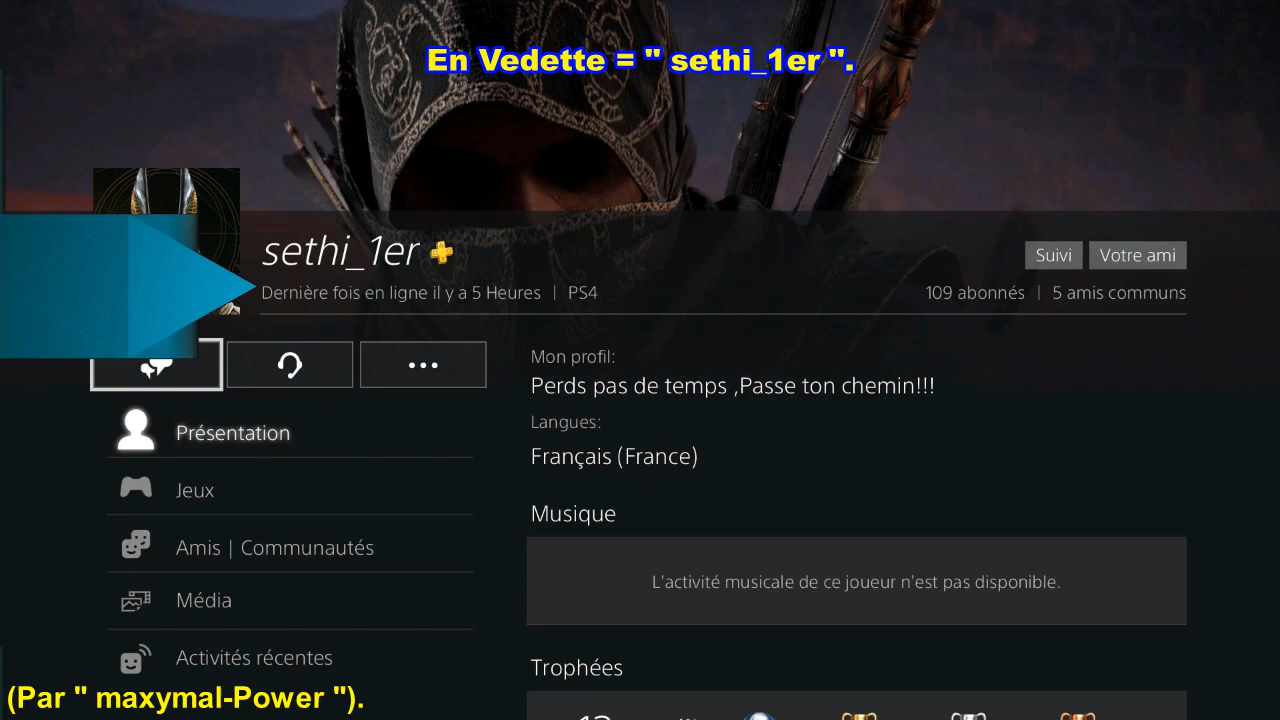 En Vedette = " sethi_1er ".
sethi_1er
Suivi
Votre ami
Dernière fois en ligne il y a 5 Heures | PS4
109 abonnés | 5 amis communs
Mon profil:
Perds pas de temps ,Passe ton chemin!!!
Langues:
Français (France)
Présentation
Jeux
Amis | Communautés
Média
Activités récentes
Musique
L'activité musicale de ce joueur n'est pas disponible.
Trophées
(Par " maxymal-Power ").